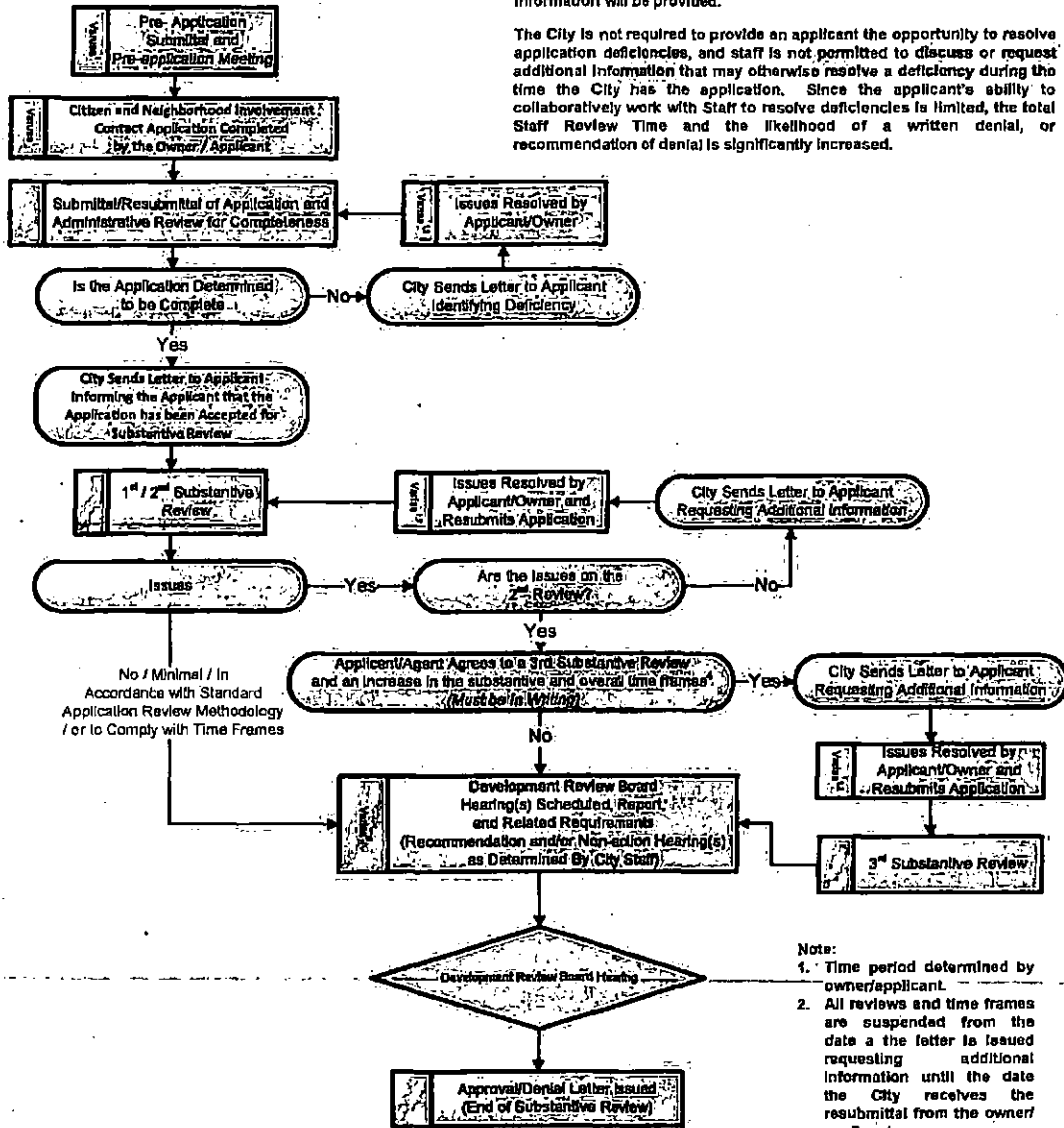 Information will be provided.
The City is not required to provide an applicant the opportunity to resolve
application deficiencies, and staff is not permitted to discuss or request
additional information that may otherwise resolve a deficiency during the
time the City has the application. Since the applicant's ability to
collaboratively work with Staff to resolve deficiencies is limited, the total
Staff Review Time and the likelihood of a written denial, or
recommendation of denial is significantly increased.
Pre- Application
Submittal and
Pre-application Meeting
Citizen and Neighborhood Involvement
Contact Application Completed
by the Owner / Applicant
Submittal/Resubmittal of Application and
Administrative Review for Completeness
Issues Resolved by
Applicant/Owner
Is the Application Determined
to be Complete
No
City Sends Letter to Applicant
Identifying Deficiency
Yes
City Sends Letter to Applicant
Informing the Applicant that the
Application has been Accepted for
Substantive Review
1st / 2nd Substantive
Review
Varies
Issues Resolved by
Applicant/Owner and
Resubmits Application
City Sends Letter to Applicant
Requesting Additional Information
Issues
Yes
Are the Issues on the
2nd Review?
No
Yes
No / Minimal / In
Accordance with Standard
Application Review Methodology
/ or to Comply with Time Frames
Applicant/Agent Agrees to a 3rd Substantive Review
and an increase in the substantive and overall time frames
(Must be in Writing)
Yes
City Sends Letter to Applicant
Requesting Additional Information
No
Issues Resolved by
Applicant/Owner and
Resubmits Application
Development Review Board
Hearing(s) Scheduled, Report,
and Related Requirements
(Recommendation and/or Non-action Hearing(s)
as Determined By City Staff)
3rd Substantive Review
Development Review Board Hearing
Approval/Denial Letter Issued
(End of Substantive Review)
Note:
1. Time period determined by
owner/applicant.
2. All reviews and time frames
are suspended from the
date a the letter is issued
requesting additional
information until the date
the City receives the
resubmittal from the owner/